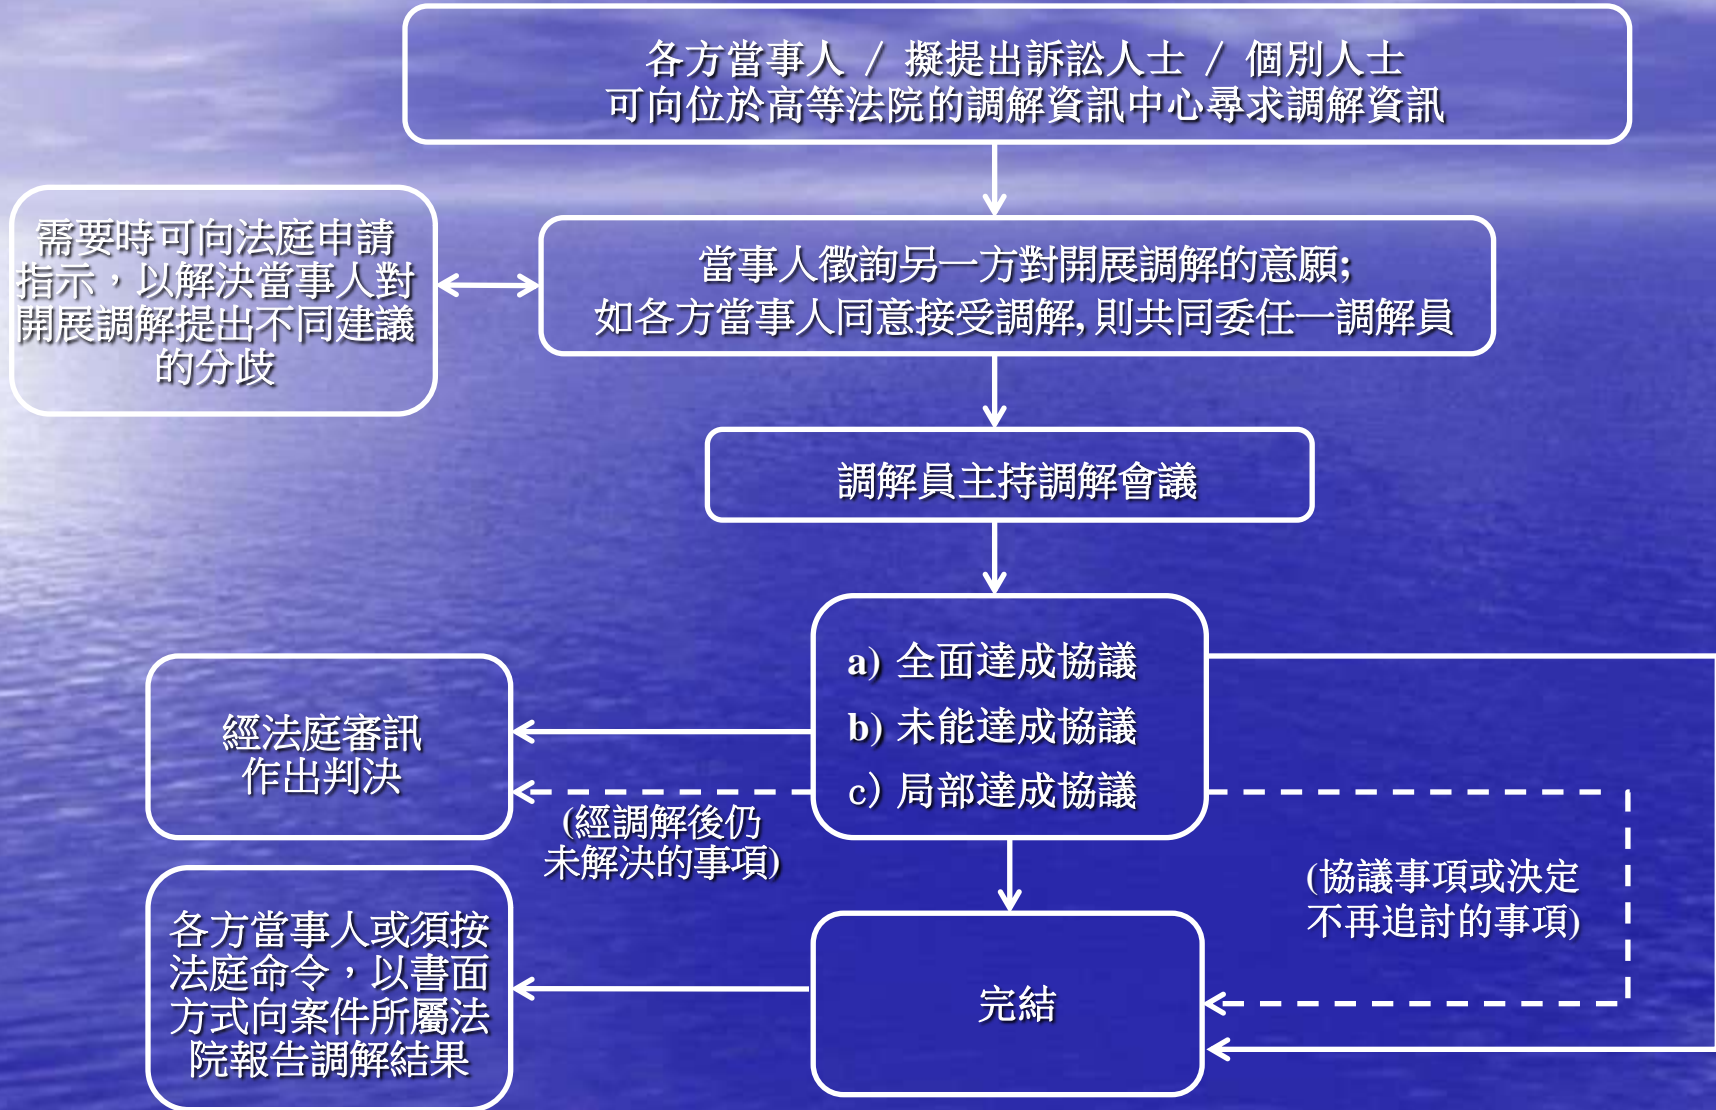 各方當事人 / 擬提出訴訟人士 / 個別人士
可向位於高等法院的調解資訊中心尋求調解資訊
需要時可向法庭申請
指示，以解決當事人對
開展調解提出不同建議
的分歧
當事人徵詢另一方對開展調解的意願;
如各方當事人同意接受調解, 則共同委任一調解員
調解員主持調解會議
a) 全面達成協議
b) 未能達成協議
c) 局部達成協議
經法庭審訊
作出判決
(經調解後仍
未解決的事項)
(協議事項或決定
不再追討的事項)
各方當事人或須按
法庭命令，以書面
方式向案件所屬法
院報告調解結果
完結